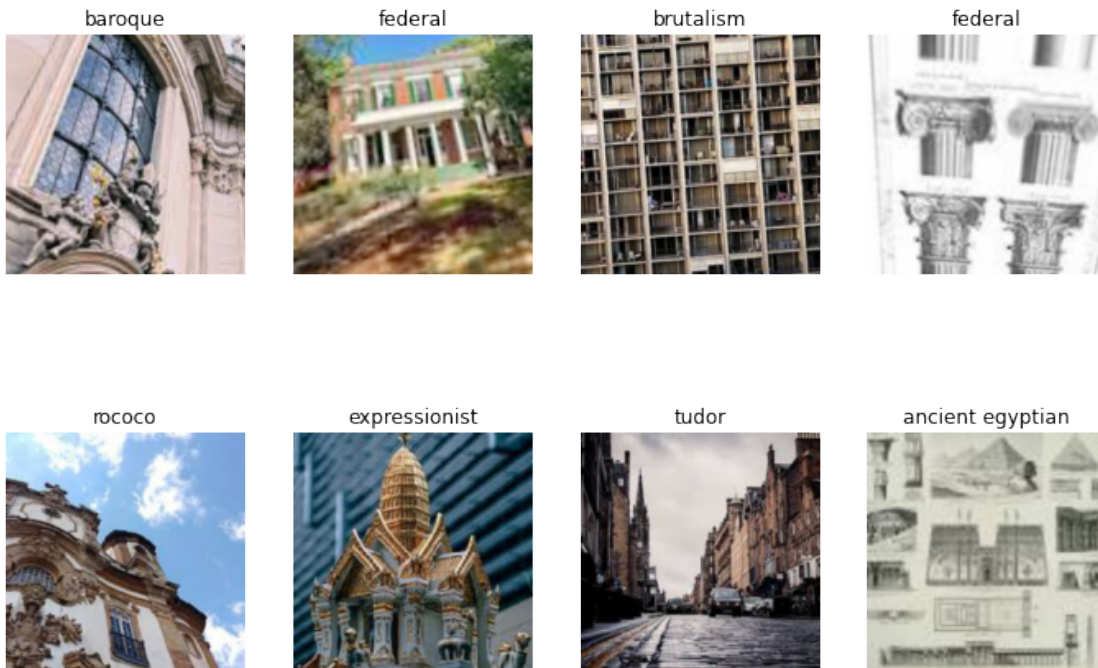 baroque
federal
brutalism
federal
rococo
expressionist
tudor
ancient egyptian